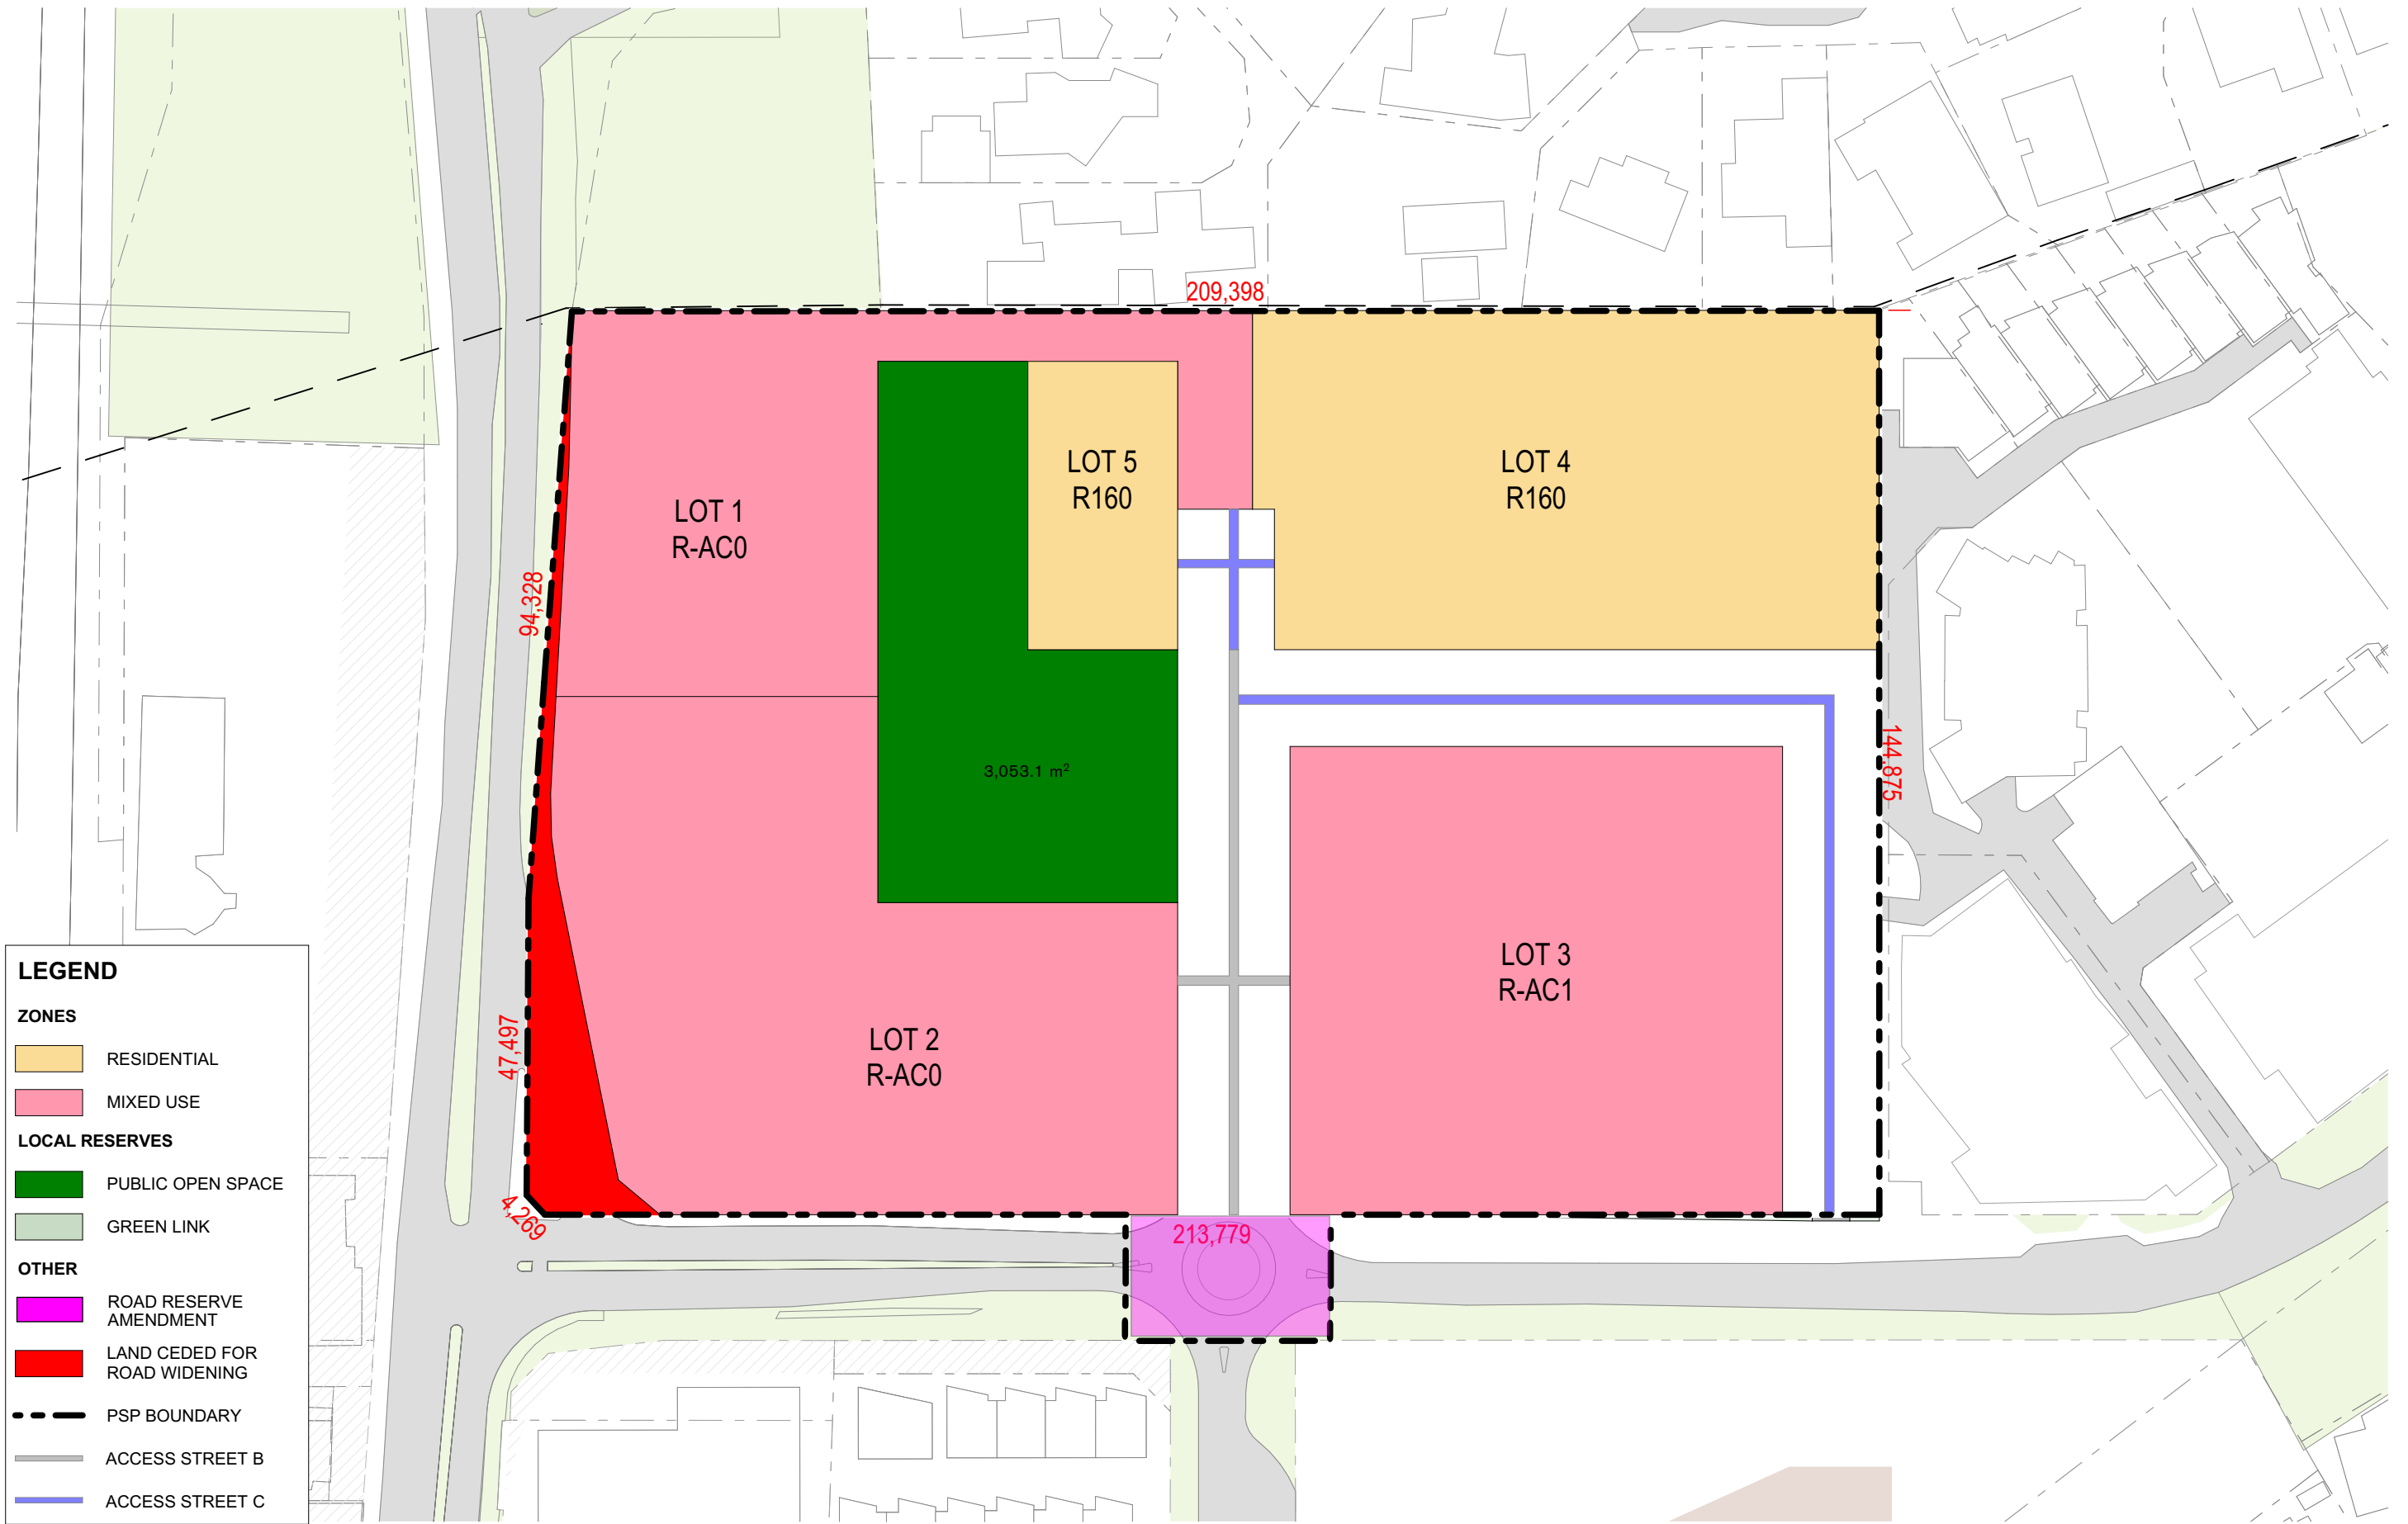 209,398
LOT 5
R160
LOT 4
R160
LOT 1
R-AC0
94,328
144,875
3,053.1 m²
LOT 3
R-AC1
LOT 2
R-AC0
47,497
4,269
213,779
LEGEND
ZONES
RESIDENTIAL
MIXED USE
LOCAL RESERVES
PUBLIC OPEN SPACE
GREEN LINK
OTHER
ROAD RESERVE
AMENDMENT
LAND CEDED FOR
ROAD WIDENING
PSP BOUNDARY
ACCESS STREET B
ACCESS STREET C